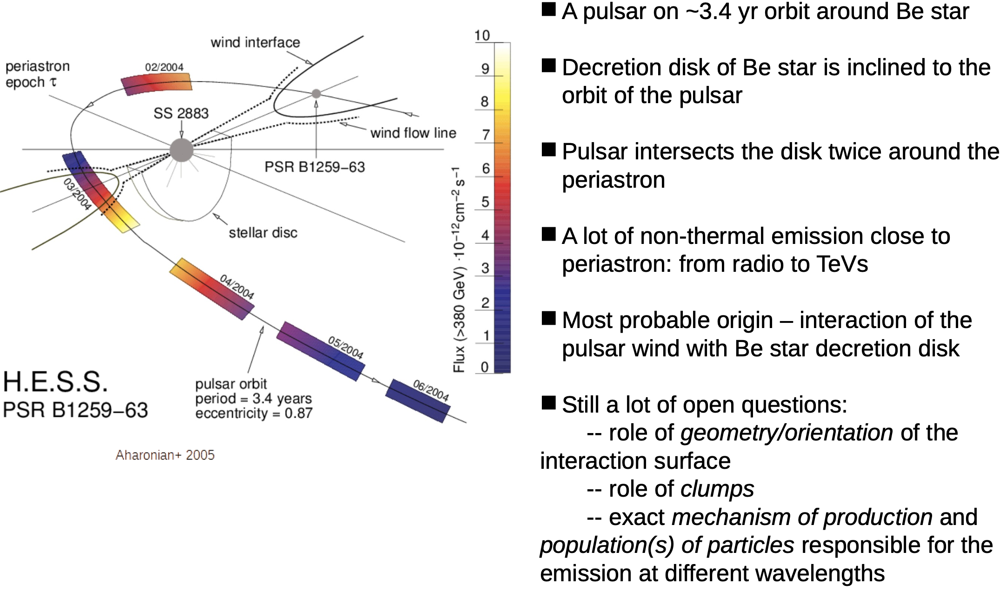 wind interface
periastron
epoch τ
02/2004
SS 2883
wind flow line
PSR B1259−63
03/2004
stellar disc
04/2004
05/2004
06/2004
pulsar orbit
period = 3.4 years
eccentricity = 0.87
H.E.S.S.
PSR B1259−63
Aharonian+ 2005
10
9
8
7
6
5
4
3
2
1
0
Flux (>380 GeV) ·10−12cm−2 s−1
■ A pulsar on ~3.4 yr orbit around Be star
■ Decretion disk of Be star is inclined to the
orbit of the pulsar
■ Pulsar intersects the disk twice around the
periastron
■ A lot of non-thermal emission close to
periastron: from radio to TeVs
■ Most probable origin – interaction of the
pulsar wind with Be star decretion disk
■ Still a lot of open questions:
-- role of geometry/orientation of the
interaction surface
-- role of clumps
-- exact mechanism of production and
population(s) of particles responsible for the
emission at different wavelengths